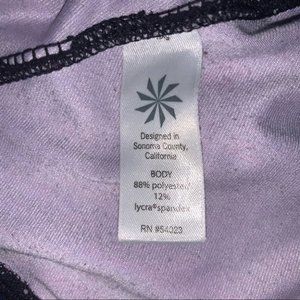 Designed in
Sonoma County,
California
BODY
88% polyester/
12%
lycra®spandex
RN #54023